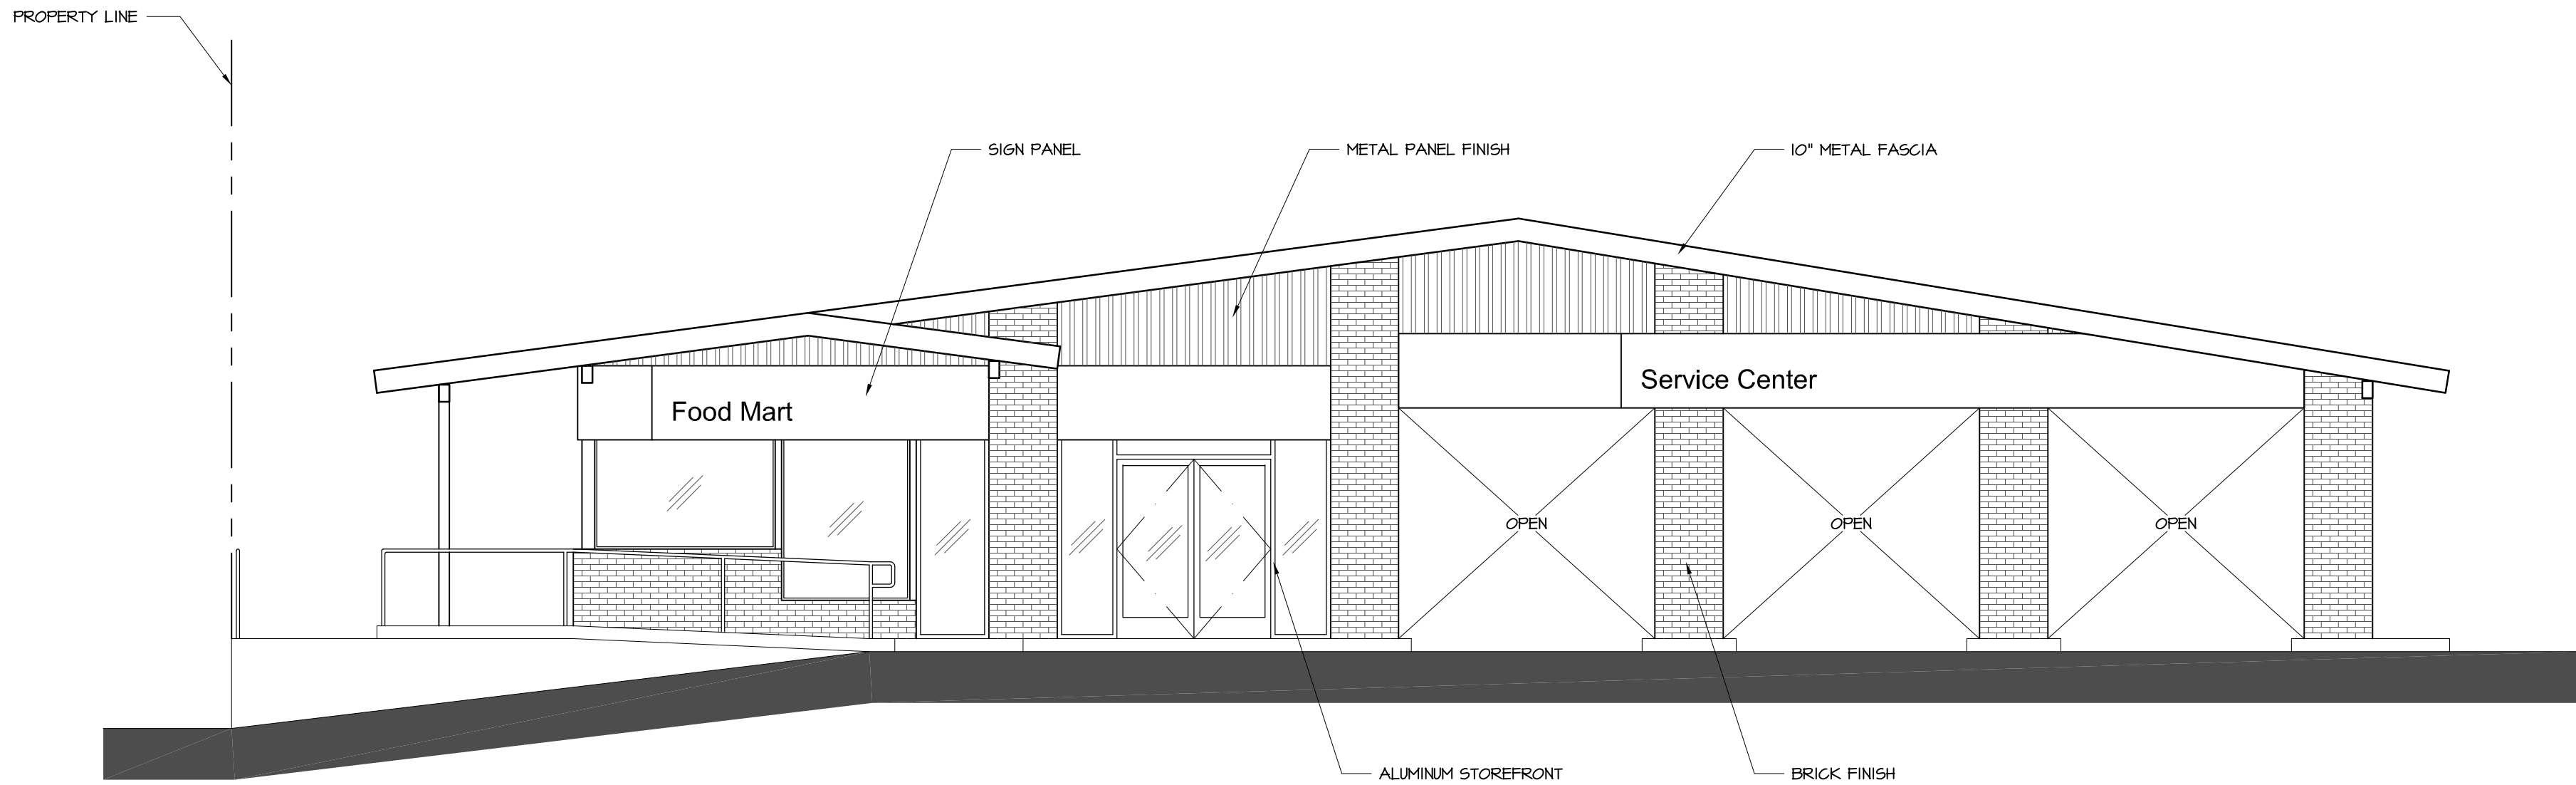 PROPERTY LINE
SIGN PANEL
METAL PANEL FINISH
10" METAL FASCIA
Food Mart
Service Center
OPEN
OPEN
OPEN
ALUMINUM STOREFRONT
BRICK FINISH